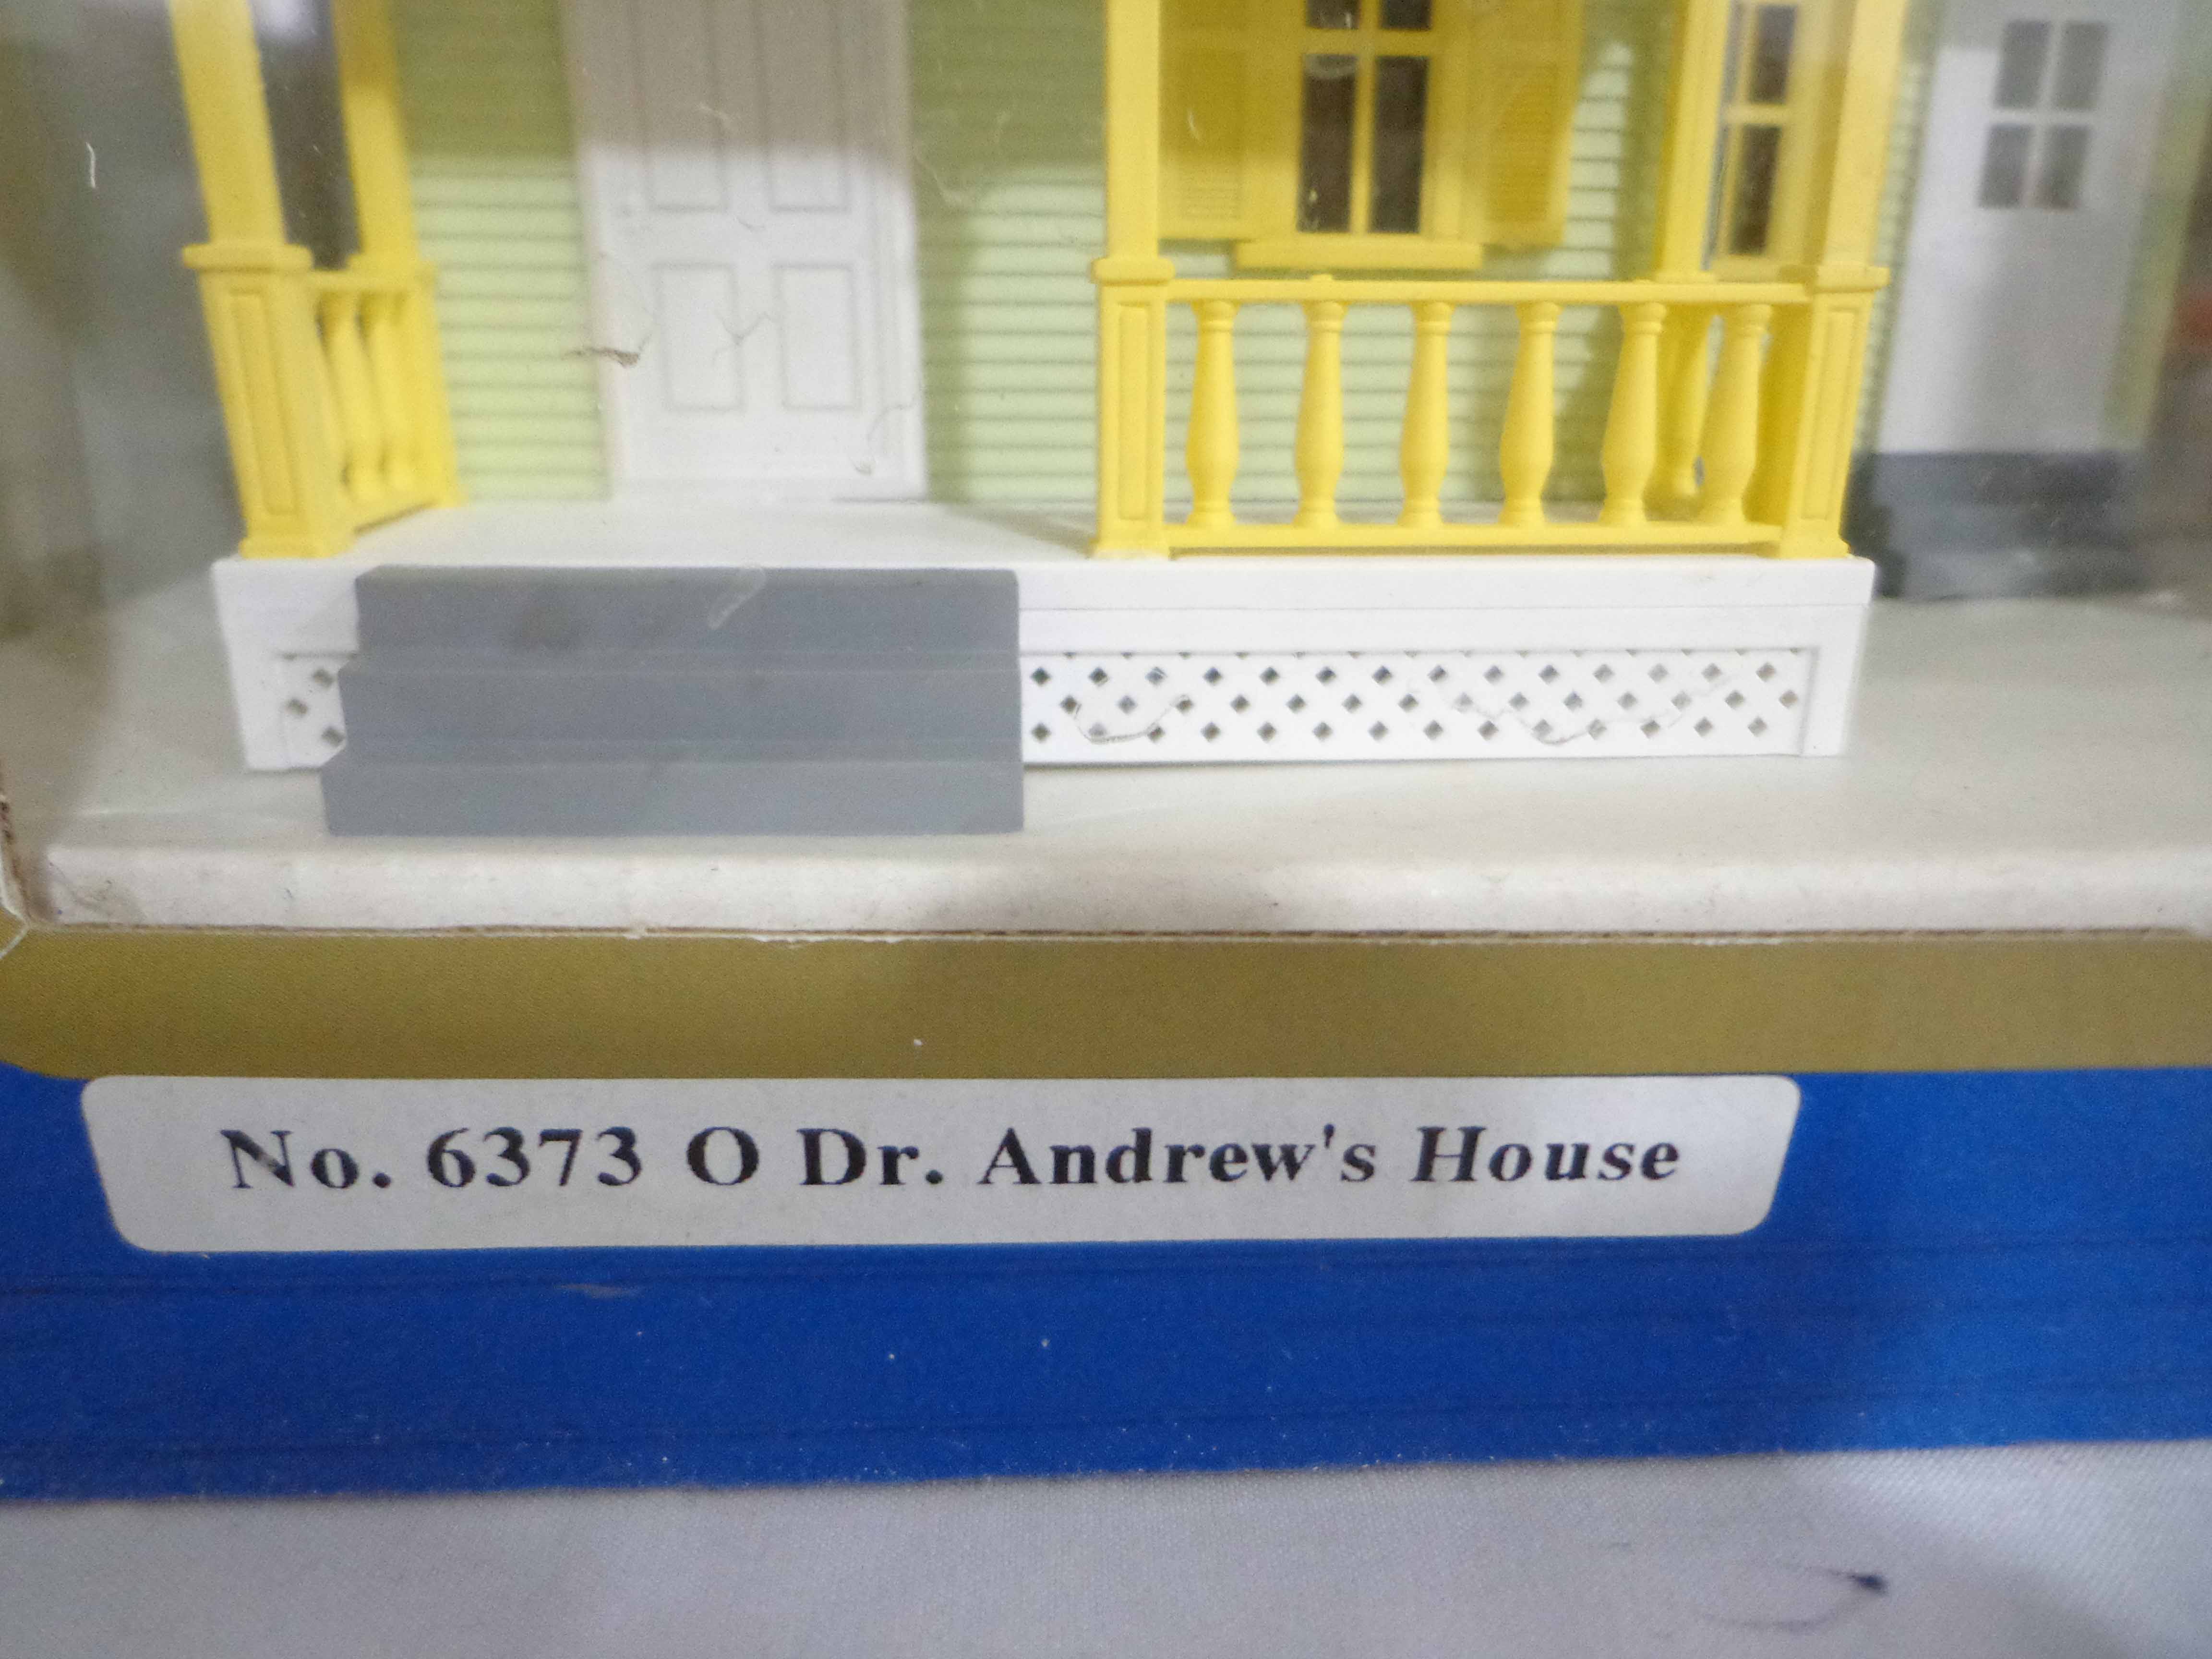 No. 6373 O Dr. Andrew's House